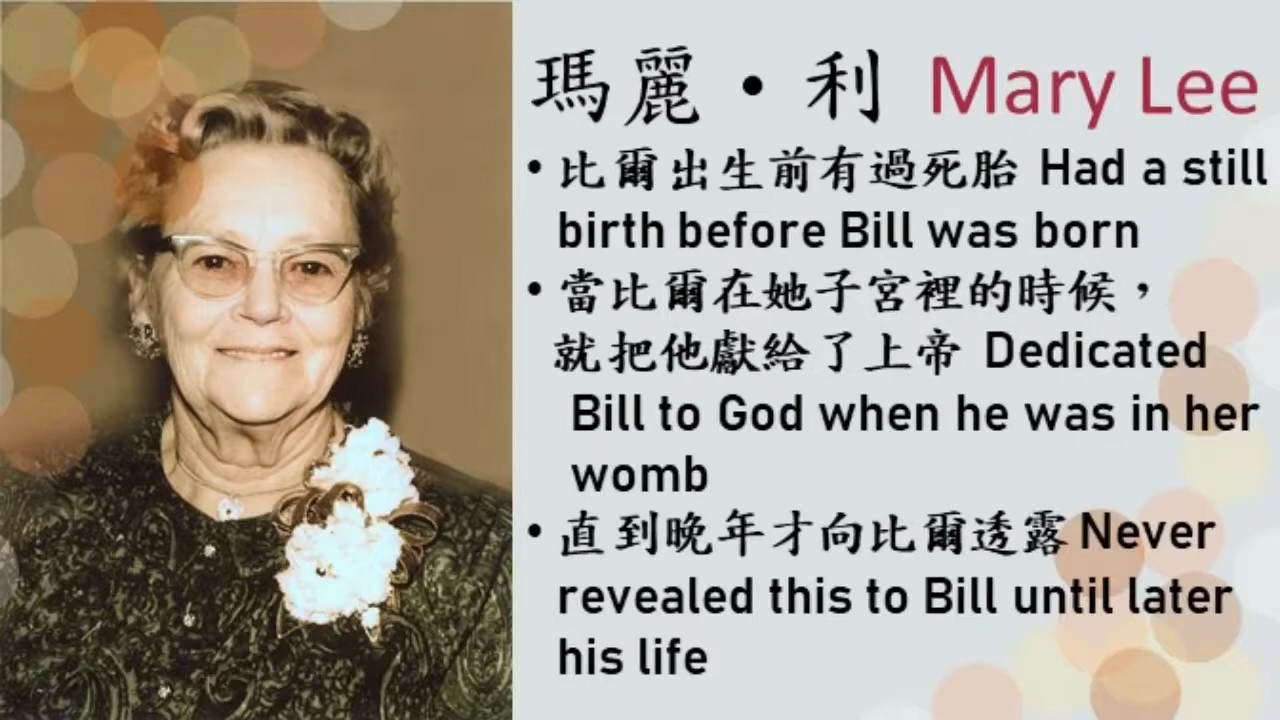 瑪麗·利 Mary Lee
• 比爾出生前有過死胎 Had a still
birth before Bill was born
• 當比爾在她子宮裡的時候，
就把他獻給了上帝 Dedicated
Bill to God when he was in her
womb
• 直到晚年才向比爾透露 Never
revealed this to Bill until later
his life